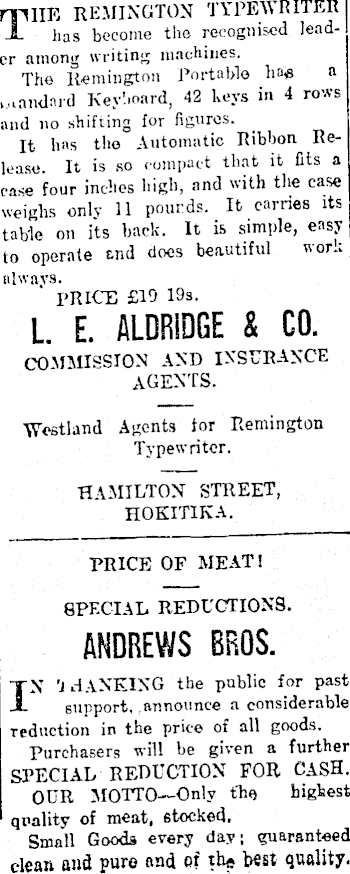 THE REMINGTON TYPEWRITER
has become the recognised lead-
er among writing machines.
The Remington Portable has a
standard Keyboard, 42 keys in 4 rows
and no shifting for figures.
It has the Automatic Ribbon Re-
lease. It is so compact that it fits a
case four inches high, and with the case
weighs only 11 pounds. It carries its
table on its back. It is simple, easy
to operate and does beautiful work
always.
PRICE £19 19s.
L. E. ALDRIDGE & CO.
COMMISSION AND INSURANCE
AGENTS.
Westland Agents for Remington
Typewriter.
HAMILTON STREET,
HOKITIKA.
PRICE OF MEAT!
SPECIAL REDUCTIONS.
ANDREWS BROS.
IN THANKING the public for past
support, announce a considerable
reduction in the price of all goods.
Purchasers will be given a further
SPECIAL REDUCTION FOR CASH.
OUR MOTTO—Only the highest
quality of meat, stocked,
Small Goods every day; guaranteed
clean and pure and of the best quality.